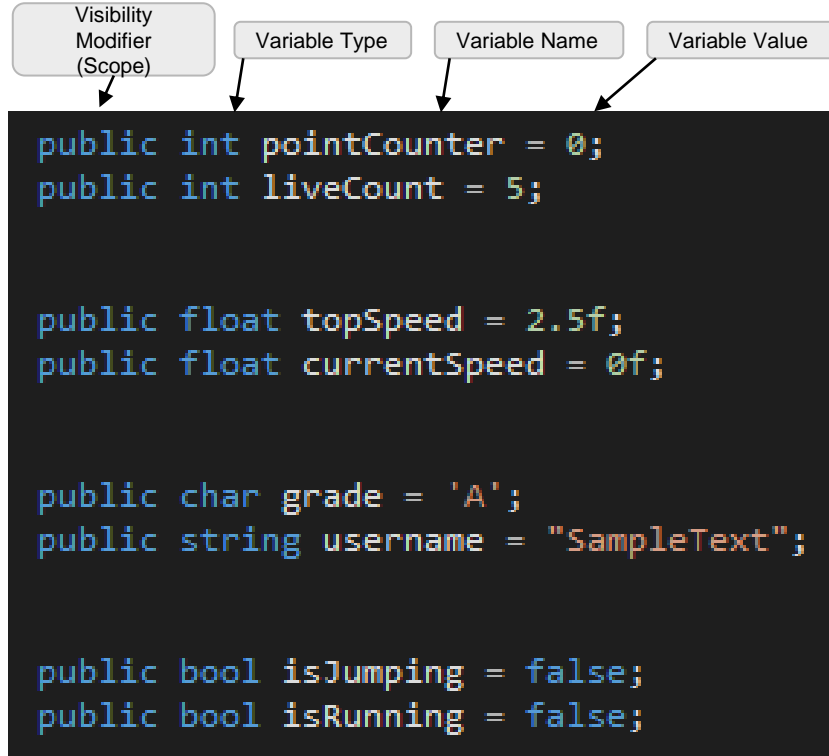 Visibility
Modifier
(Scope)
Variable Type
Variable Name
Variable Value
public int pointCounter = 0;
public int liveCount = 5;
public float topSpeed = 2.5f;
public float currentSpeed = 0f;
public char grade = 'A';
public string username = "SampleText";
public bool isJumping = false;
public bool isRunning = false;